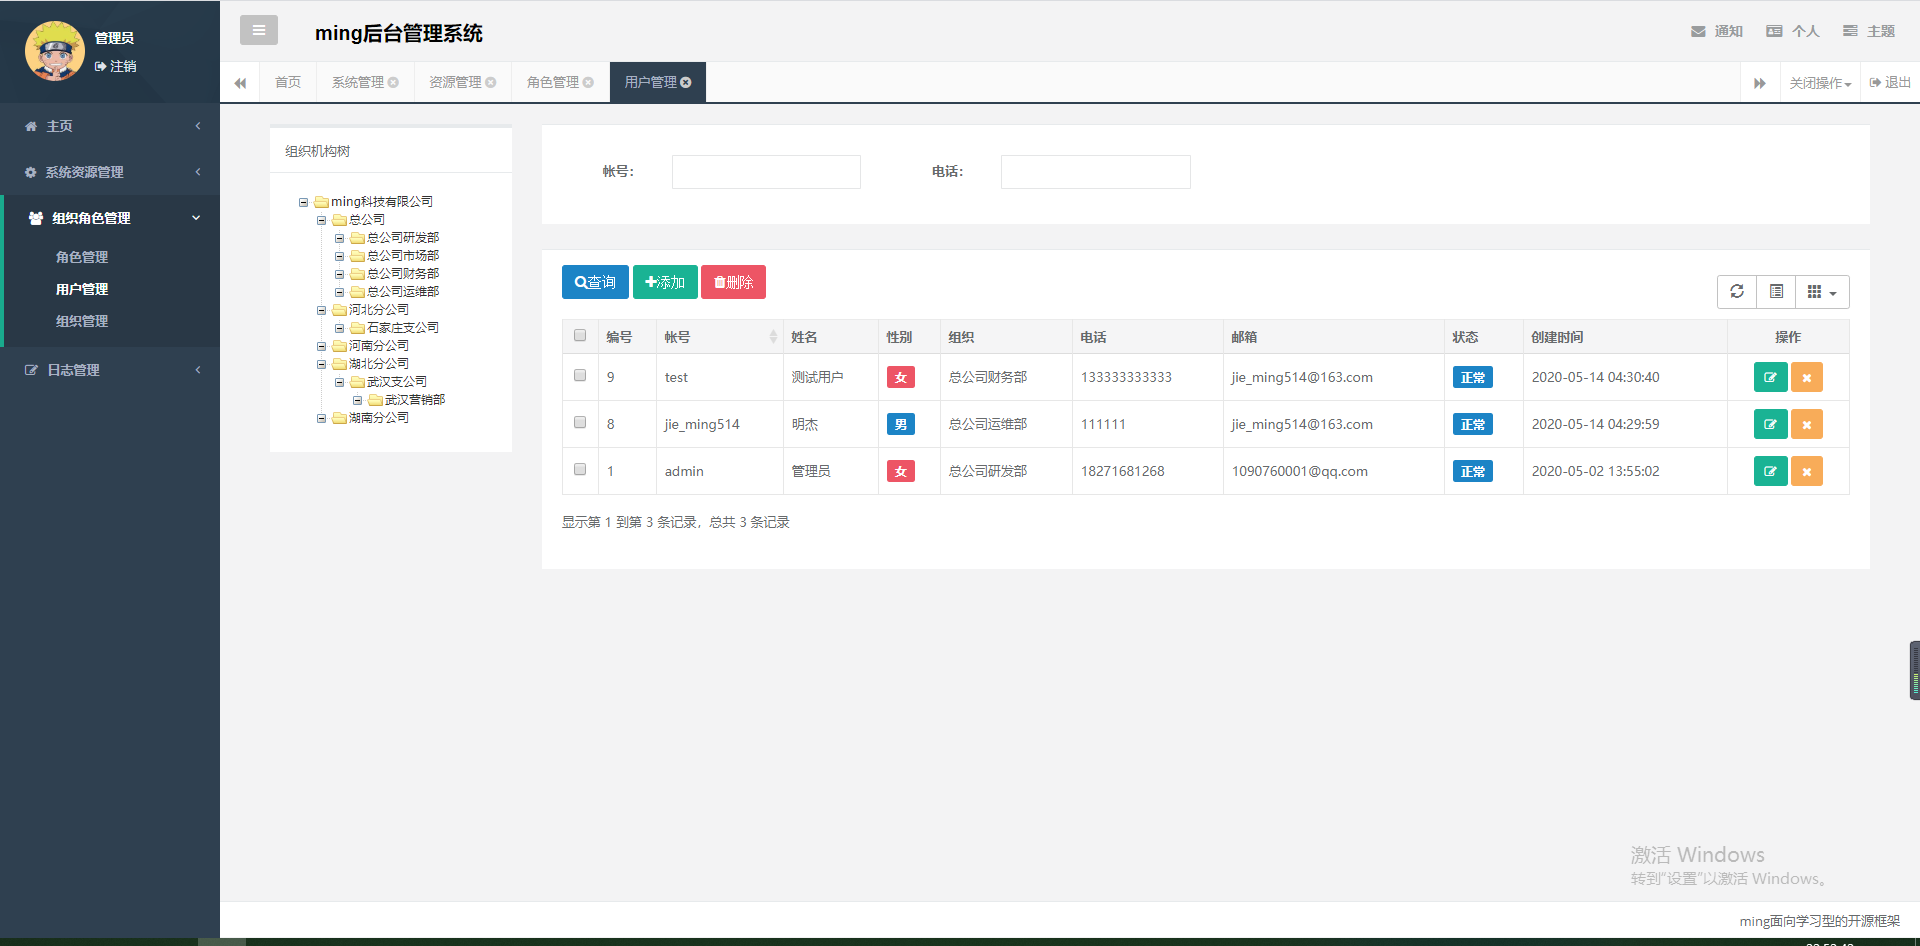 管理员
注销
主页
系统资源管理
组织角色管理
角色管理
用户管理
组织管理
日志管理
ming后台管理系统
通知 个人 主题
首页 系统管理 资源管理 角色管理 用户管理 关闭操作 退出
组织机构树
ming科技有限公司
总公司
总公司研发部
总公司市场部
总公司财务部
总公司运维部
河北分公司
石家庄支公司
河南分公司
湖北分公司
武汉支公司
武汉营销部
湖南分公司
帐号： 电话：
查询 添加 删除
编号 帐号 姓名 性别 组织 电话 邮箱 状态 创建时间 操作
9 test 测试用户 女 总公司财务部 133333333333 jie_ming514@163.com 正常 2020-05-14 04:30:40
8 jie_ming514 明杰 男 总公司运维部 111111 jie_ming514@163.com 正常 2020-05-14 04:29:59
1 admin 管理员 女 总公司研发部 18271681268 1090760001@qq.com 正常 2020-05-02 13:55:02
显示第 1 到第 3 条记录，总共 3 条记录
激活 Windows
转到"设置"以激活 Windows。
ming面向学习型的开源框架